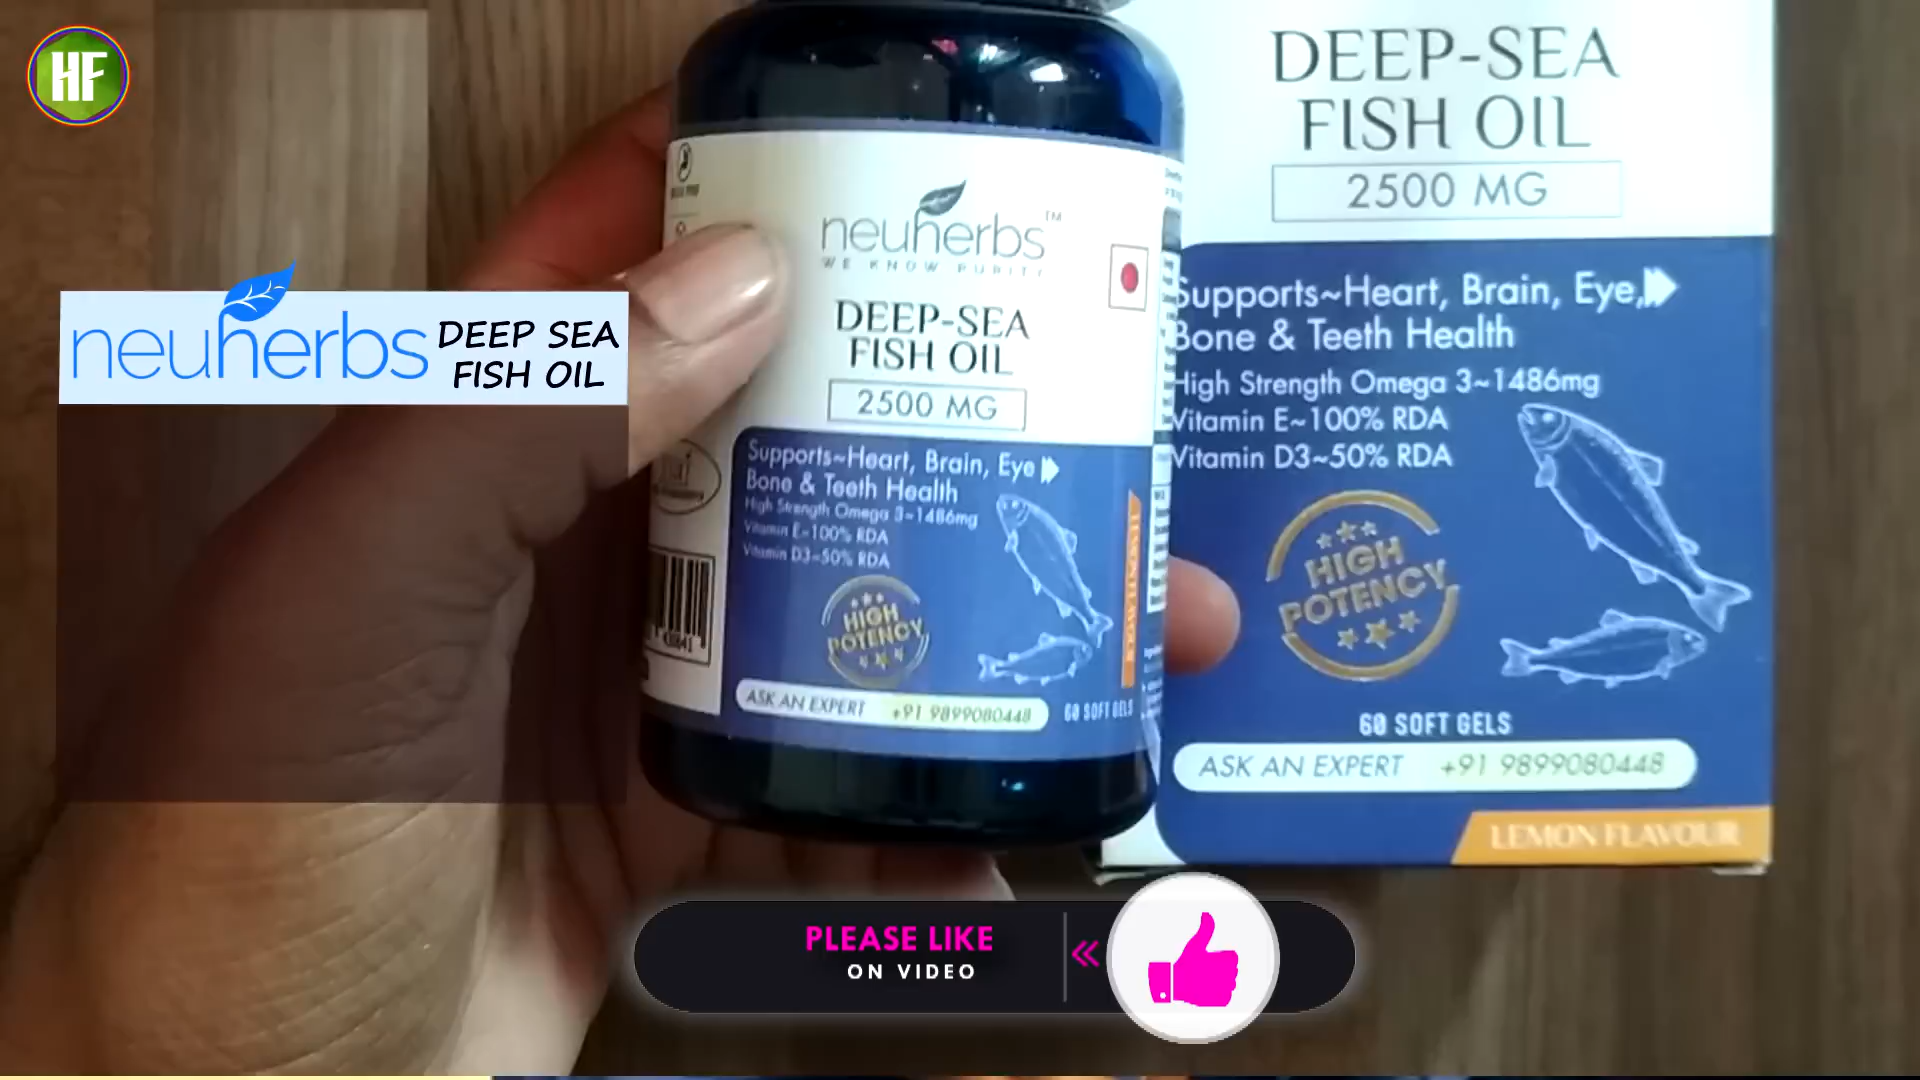 HF
neuherbs DEEP SEA
FISH OIL
neuherbs™
WE KNOW PURITY
DEEP-SEA
FISH OIL
2500 MG
Supports~Heart, Brain, Eye
Bone & Teeth Health
High Strength Omega 3~1486mg
Vitamin E~100% RDA
Vitamin D3~50% RDA
HIGH
POTENCY
ASK AN EXPERT +91 9899080448
60 SOFT GELS
LEMON FLAVOUR
DEEP-SEA
FISH OIL
2500 MG
Supports~Heart, Brain, Eye,
Bone & Teeth Health
High Strength Omega 3~1486mg
Vitamin E~100% RDA
Vitamin D3~50% RDA
HIGH
POTENCY
60 SOFT GELS
ASK AN EXPERT +91 9899080448
LEMON FLAVOUR
PLEASE LIKE
ON VIDEO